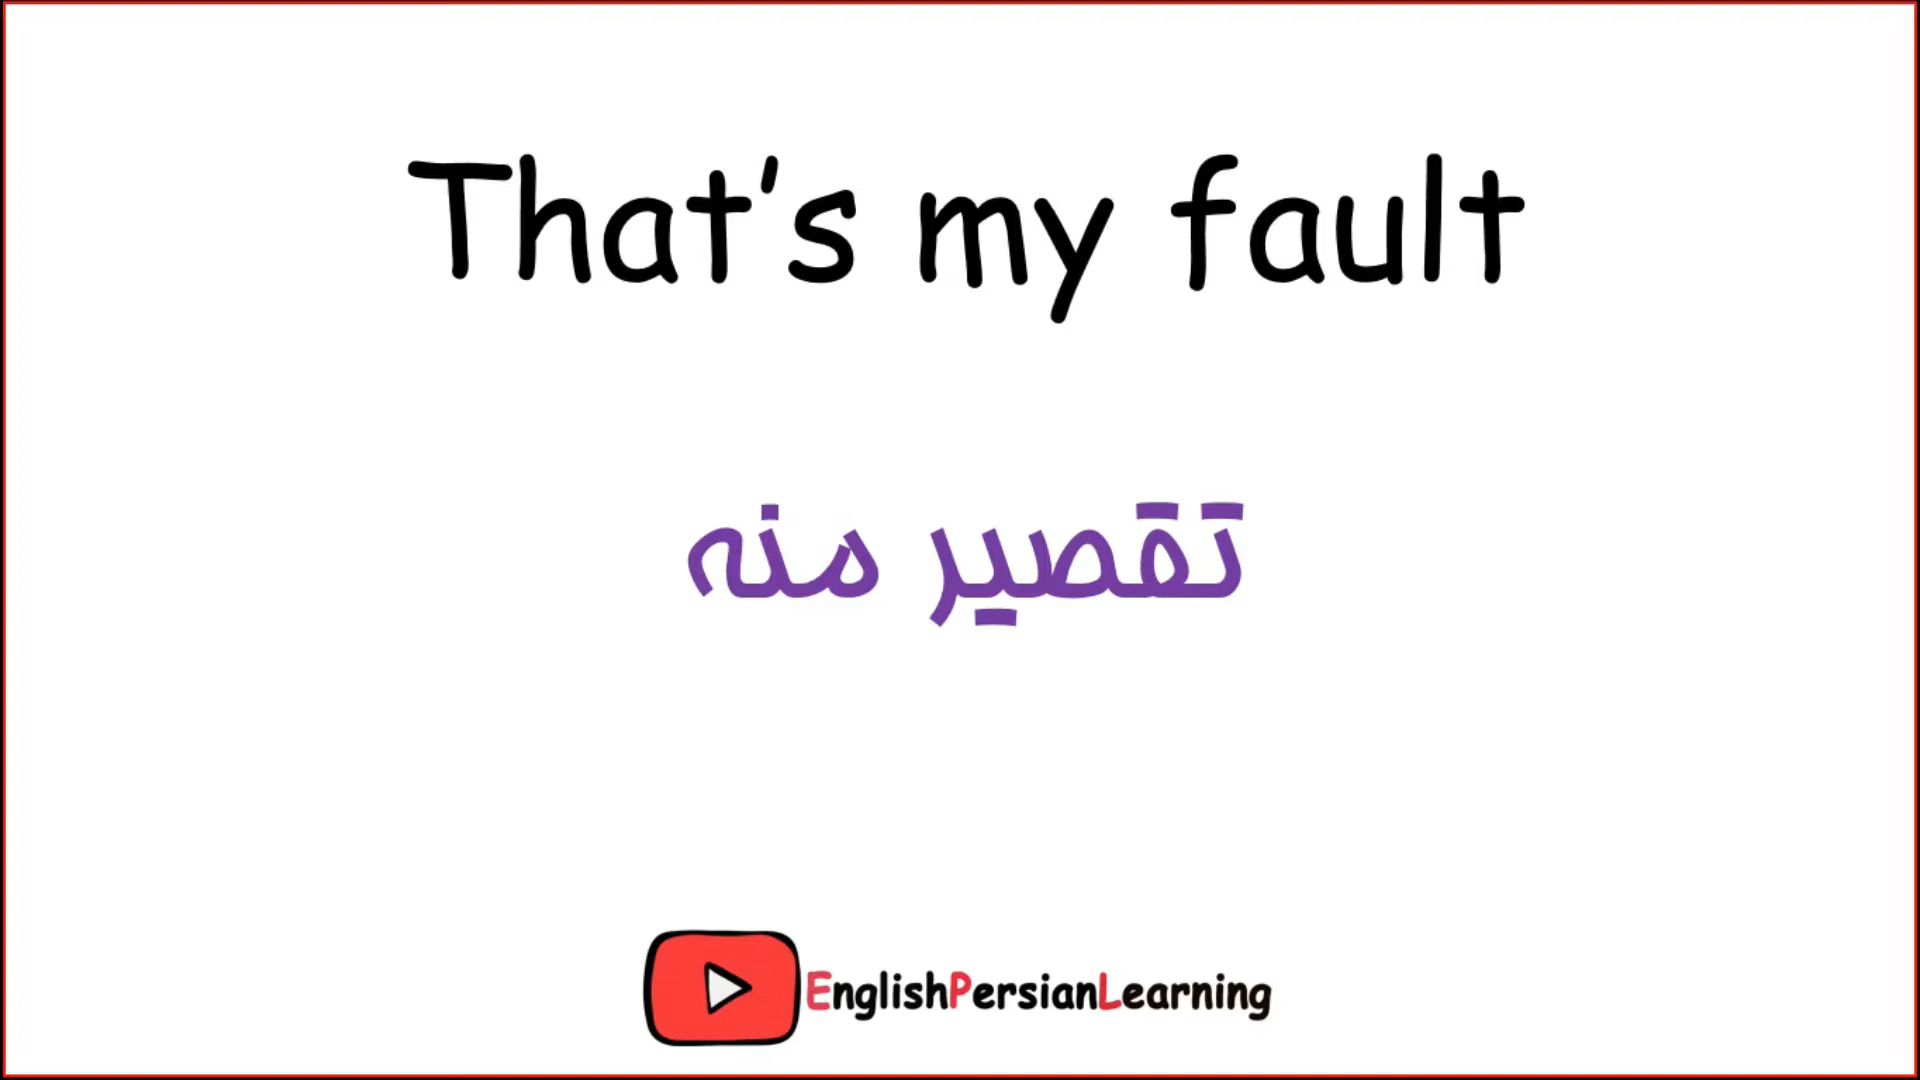 That’s my fault
تقصیر منه
EnglishPersianLearning